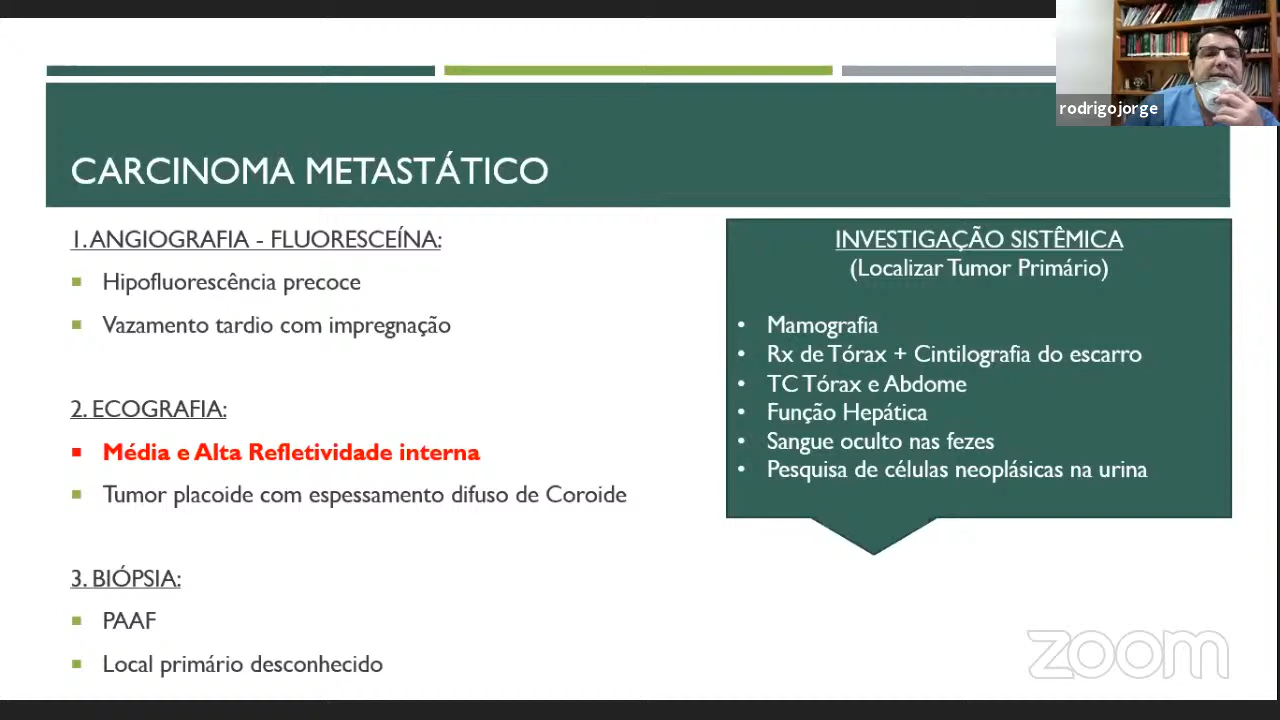 rodrigojorge
CARCINOMA METASTÁTICO
1. ANGIOGRAFIA - FLUORESCEÍNA:
Hipofluorescência precoce
Vazamento tardio com impregnação
2. ECOGRAFIA:
Média e Alta Refletividade interna
Tumor placoide com espessamento difuso de Coroide
3. BIÓPSIA:
PAAF
Local primário desconhecido
INVESTIGAÇÃO SISTÊMICA
(Localizar Tumor Primário)
Mamografia
Rx de Tórax + Cintilografia do escarro
TC Tórax e Abdome
Função Hepática
Sangue oculto nas fezes
Pesquisa de células neoplásicas na urina
zoom